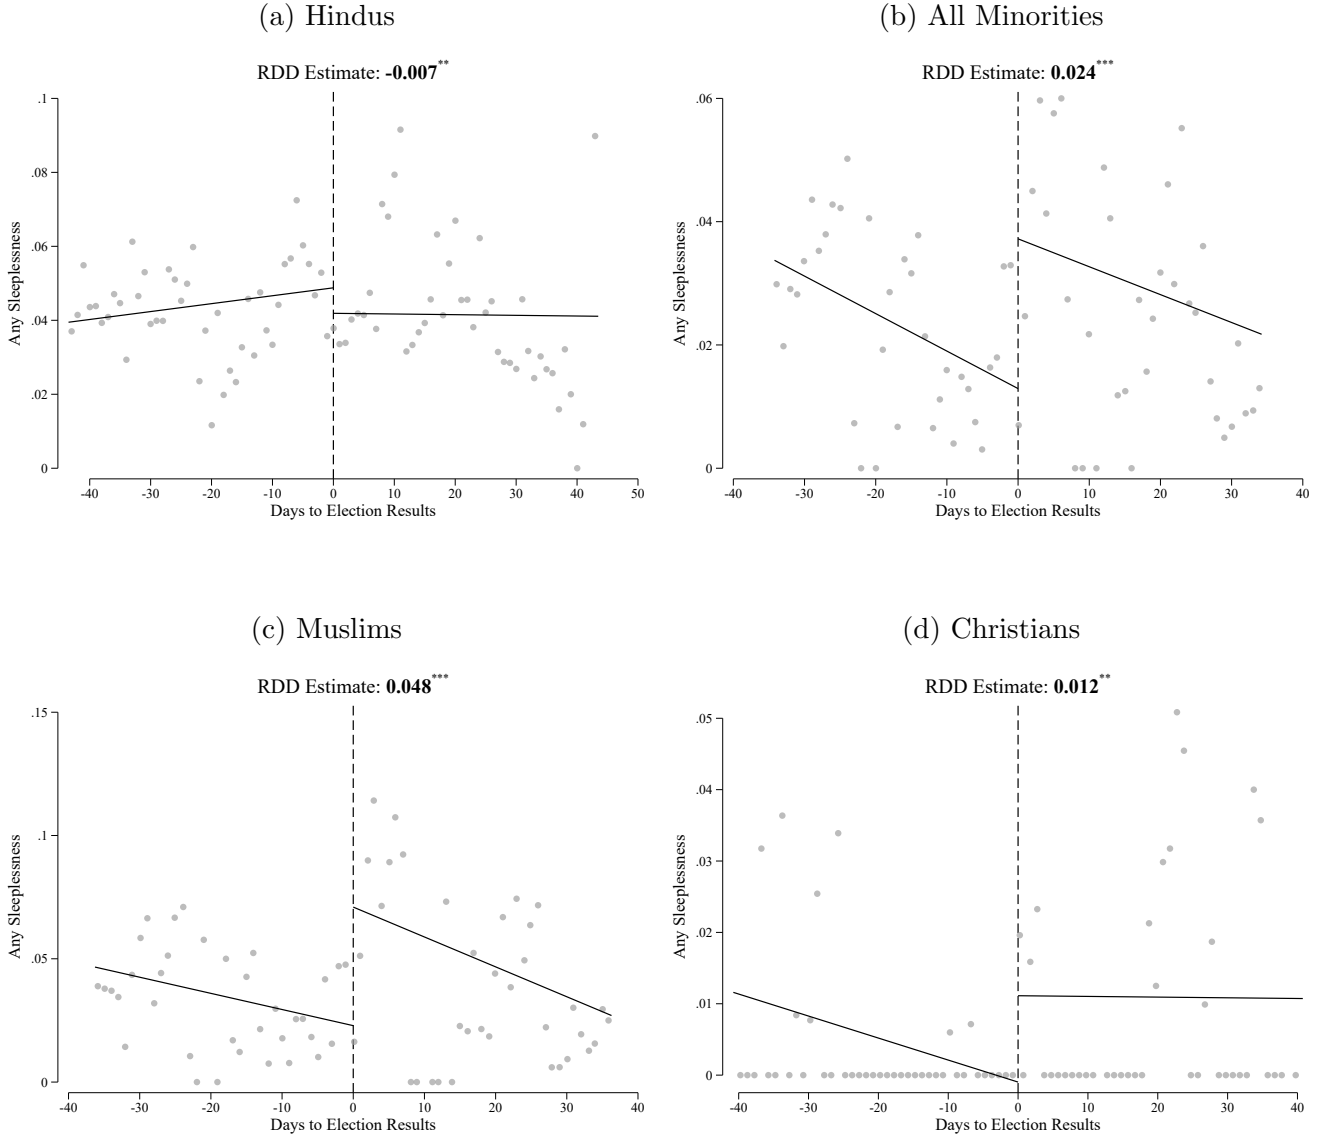 (a) Hindus
RDD Estimate: -0.007**
.1
.08
.06
.04
.02
0
Any Sleeplessness
-40 -30 -20 -10 0 10 20 30 40 50
Days to Election Results
(b) All Minorities
RDD Estimate: 0.024***
.06
.04
.02
0
Any Sleeplessness
-40 -30 -20 -10 0 10 20 30 40
Days to Election Results
(c) Muslims
RDD Estimate: 0.048***
.15
.1
.05
0
Any Sleeplessness
-40 -30 -20 -10 0 10 20 30 40
Days to Election Results
(d) Christians
RDD Estimate: 0.012**
.05
.04
.03
.02
.01
0
Any Sleeplessness
-40 -30 -20 -10 0 10 20 30 40
Days to Election Results